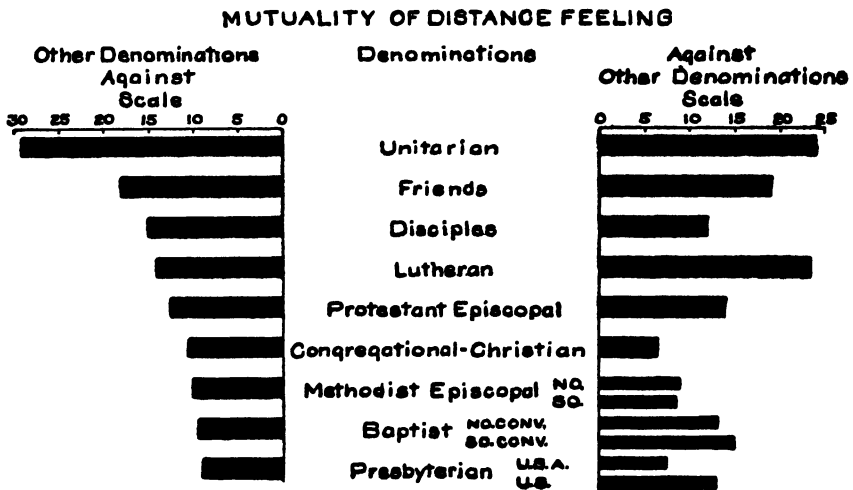 MUTUALITY OF DISTANCE FEELING
Other Denominations
Against
Scale
Denominations
Against
Other Denominations
Scale
30 25 20 15 10 5 0
0 5 10 15 20 25
Unitarian
Friends
Disciples
Lutheran
Protestant Episcopal
Congregational-Christian
Methodist Episcopal NO.
SO.
Baptist NO.CONV.
SO.CONV.
Presbyterian U.S.A.
U.S.